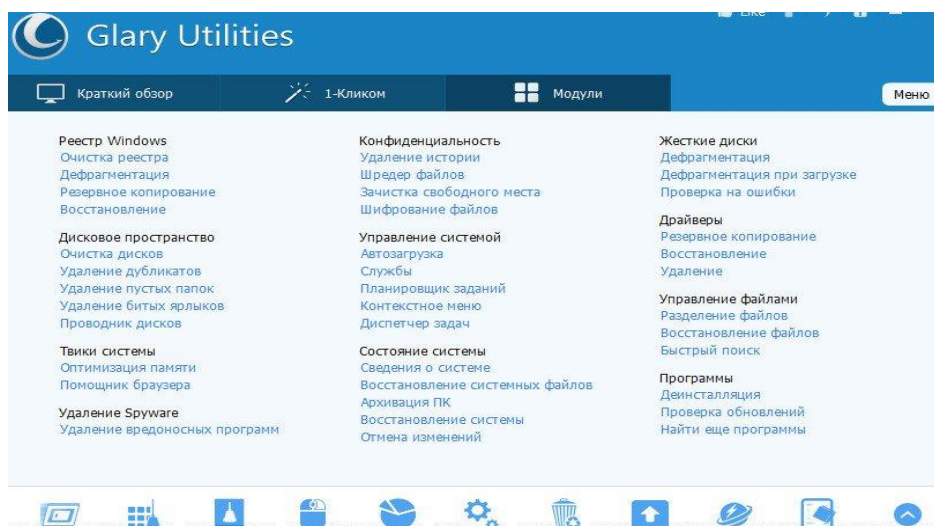 Like
Glary Utilities
Краткий обзор
1-Кликом
Модули
Меню
Реестр Windows
Очистка реестра
Дефрагментация
Резервное копирование
Восстановление
Дисковое пространство
Очистка дисков
Удаление дубликатов
Удаление пустых папок
Удаление битых ярлыков
Проводник дисков
Твики системы
Оптимизация памяти
Помощник браузера
Удаление Spyware
Удаление вредоносных программ
Конфиденциальность
Удаление истории
Шредер файлов
Зачистка свободного места
Шифрование файлов
Управление системой
Автозагрузка
Службы
Планировщик заданий
Контекстное меню
Диспетчер задач
Состояние системы
Сведения о системе
Восстановление системных файлов
Архивация ПК
Восстановление системы
Отмена изменений
Жесткие диски
Дефрагментация
Дефрагментация при загрузке
Проверка на ошибки
Драйверы
Резервное копирование
Восстановление
Удаление
Управление файлами
Разделение файлов
Восстановление файлов
Быстрый поиск
Программы
Деинсталляция
Проверка обновлений
Найти еще программы